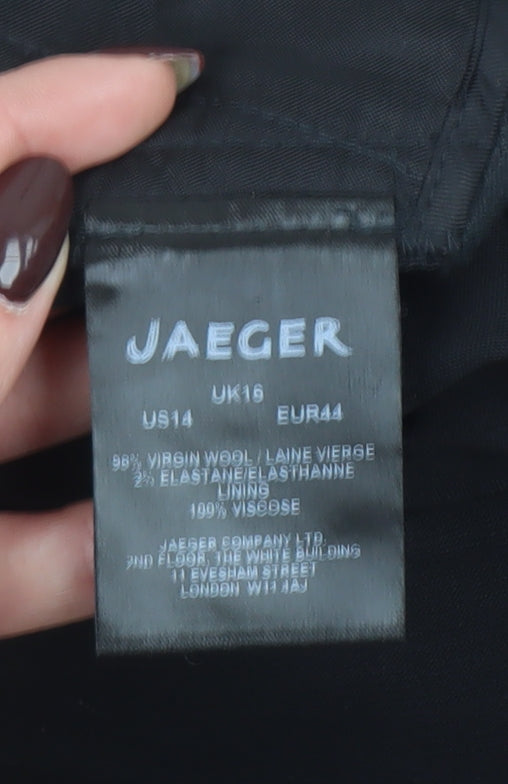 JAEGER
UK16
US14 EUR44
98% VIRGIN WOOL / LAINE VIERGE
2% ELASTANE/ELASTHANNE
LINING
100% VISCOSE
JAEGER COMPANY LTD.
2ND FLOOR, THE WHITE BUILDING
11 EVESHAM STREET
LONDON W11 4AJ